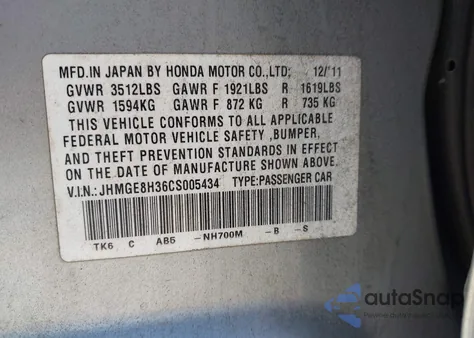 MFD.IN JAPAN BY HONDA MOTOR CO.,LTD. 12/'11
GVWR 3512LBS GAWR F 1921LBS R 1619LBS
GVWR 1594KG GAWR F 872 KG R 735 KG
THIS VEHICLE CONFORMS TO ALL APPLICABLE
FEDERAL MOTOR VEHICLE SAFETY ,BUMPER,
AND THEFT PREVENTION STANDARDS IN EFFECT
ON THE DATE OF MANUFACTURE SHOWN ABOVE.
V.I.N.: JHMGE8H36CS005434 TYPE:PASSENGER CAR
TK6 C AB5 -NH700M -B -S
autoSnap